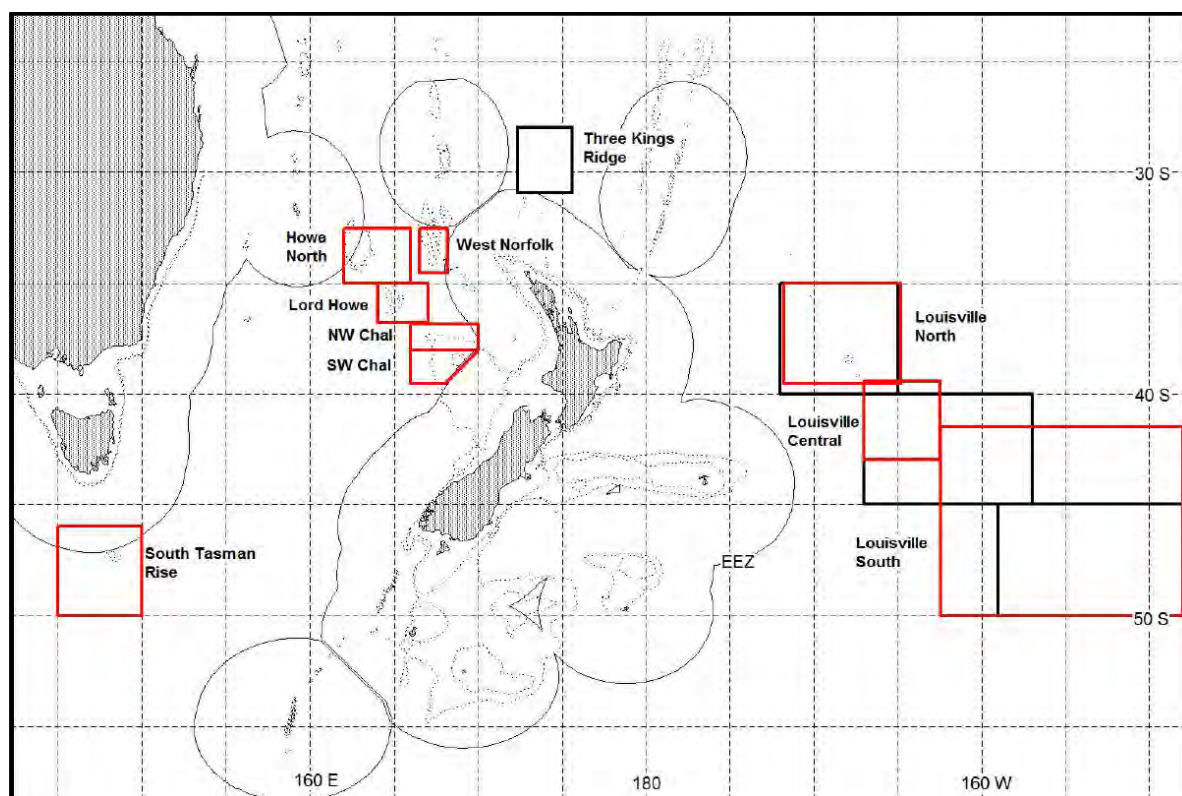 Three Kings
Ridge
30 S
Howe
North
West Norfolk
Lord Howe
NW Chal
SW Chal
Louisville
North
40 S
Louisville
Central
South Tasman
Rise
Louisville
South
EEZ
50 S
160 E
180
160 W